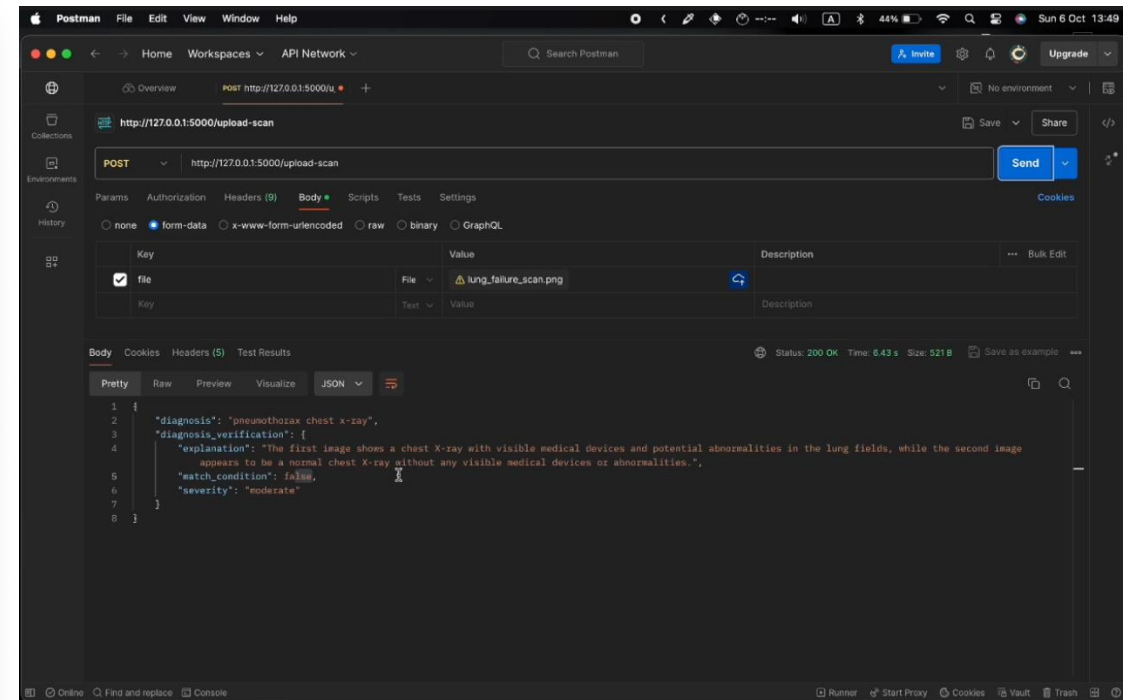 Postman File Edit View Window Help --:-- A 44% Sun 6 Oct 13:49
Home Workspaces API Network Search Postman Invite Upgrade
Overview POST http://127.0.0.1:5000/u No environment
Collections
http://127.0.0.1:5000/upload-scan Save Share
Environments
POST http://127.0.0.1:5000/upload-scan Send
History
Params Authorization Headers (9) Body Scripts Tests Settings Cookies
none form-data x-www-form-urlencoded raw binary GraphQL
Key Value Description Bulk Edit
file File lung_failure_scan.png
Key Text Value Description
Body Cookies Headers (5) Test Results Status: 200 OK Time: 6.43 s Size: 521 B Save as example
Pretty Raw Preview Visualize JSON
1 {
2 "diagnosis": "pneumothorax chest x-ray",
3 "diagnosis_verification": {
4 "explanation": "The first image shows a chest X-ray with visible medical devices and potential abnormalities in the lung fields, while the second image
appears to be a normal chest X-ray without any visible medical devices or abnormalities.",
5 "match_condition": false,
6 "severity": "moderate"
7 }
8 }
Online Find and replace Console Runner Start Proxy Cookies Vault Trash